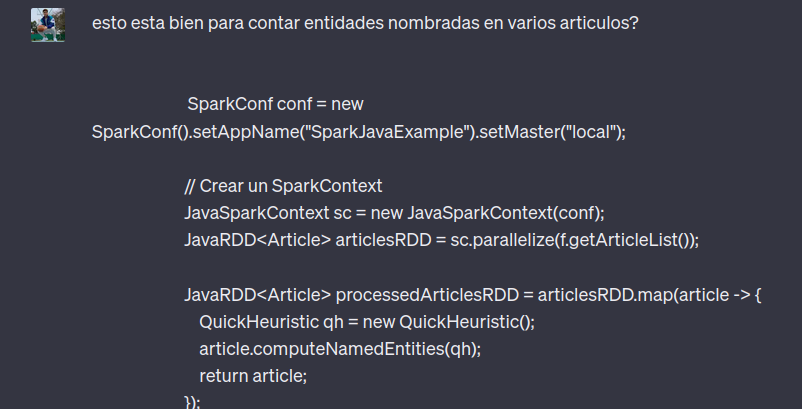 esto esta bien para contar entidades nombradas en varios articulos?
SparkConf conf = new
SparkConf().setAppName("SparkJavaExample").setMaster("local");
// Crear un SparkContext
JavaSparkContext sc = new JavaSparkContext(conf);
JavaRDD<Article> articlesRDD = sc.parallelize(f.getArticleList());
JavaRDD<Article> processedArticlesRDD = articlesRDD.map(article -> {
QuickHeuristic qh = new QuickHeuristic();
article.computeNamedEntities(qh);
return article;
});